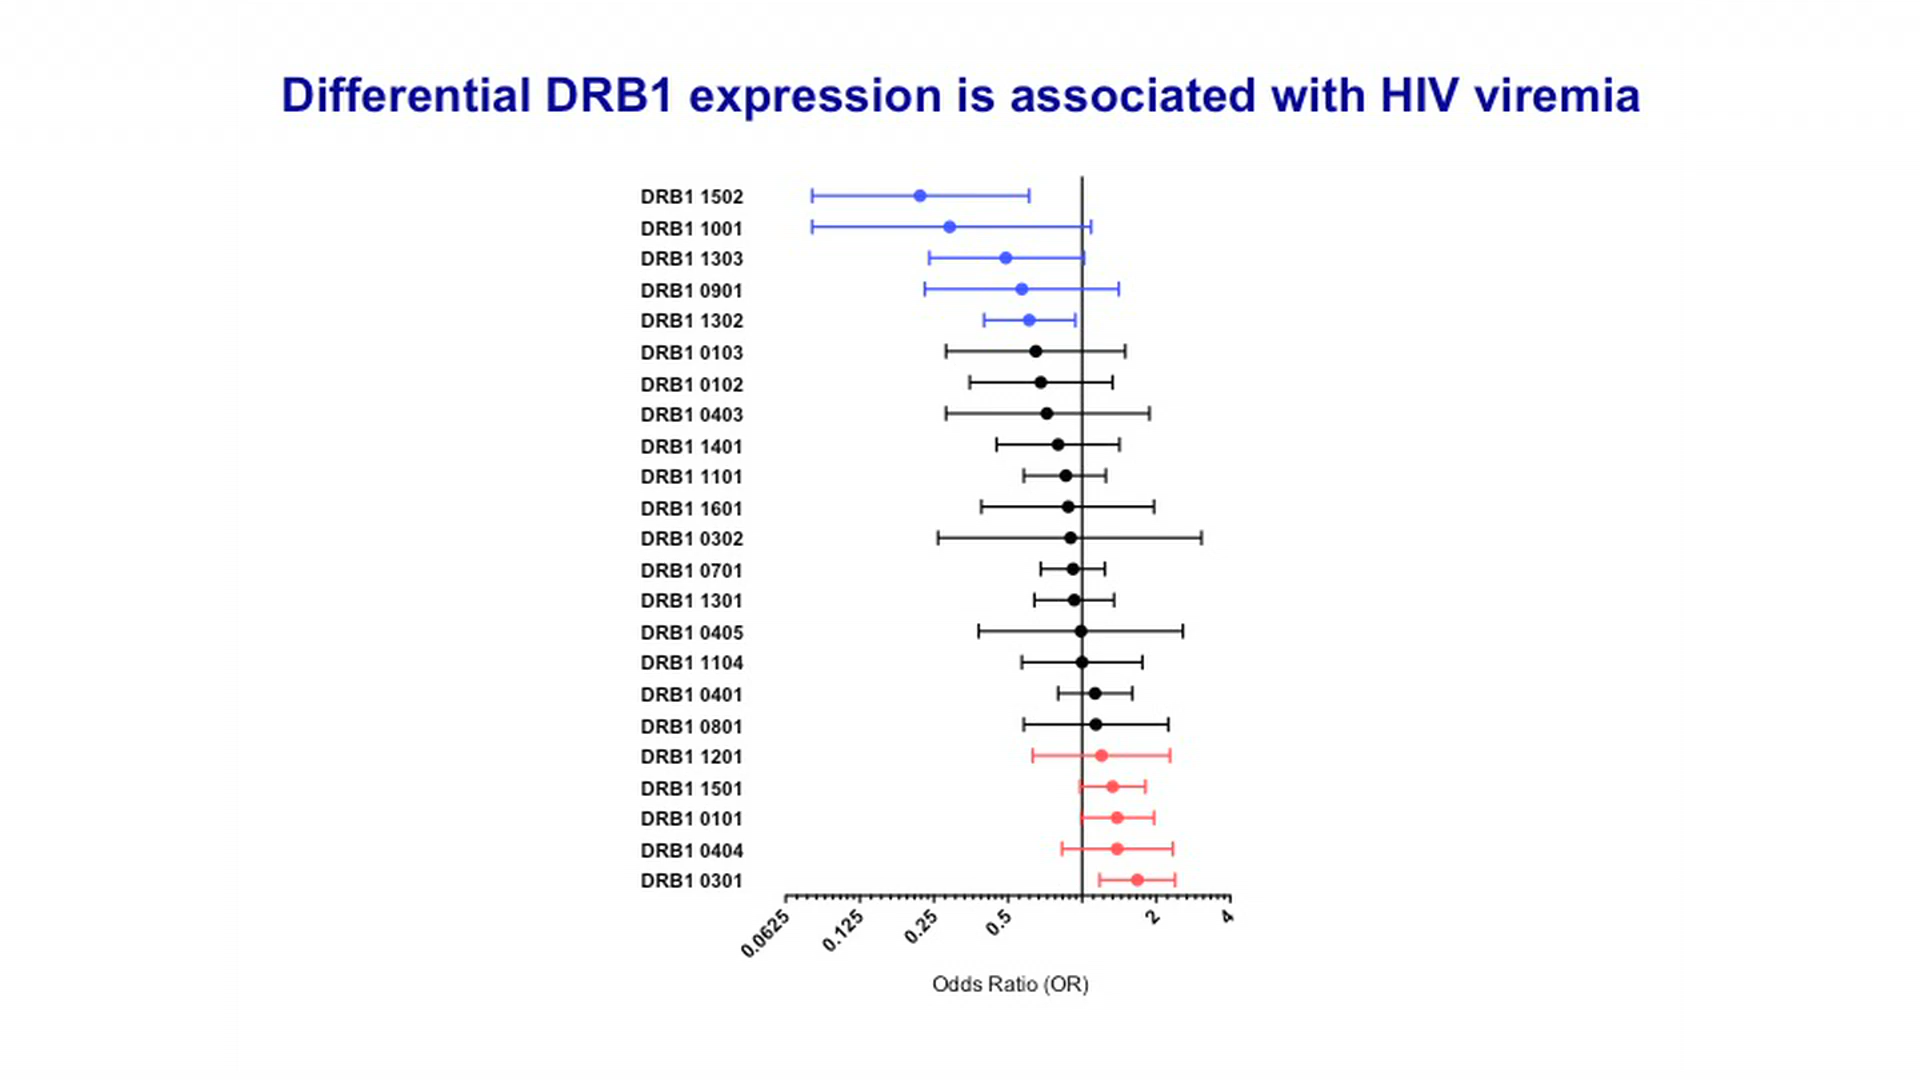 Differential DRB1 expression is associated with HIV viremia
DRB1 1502
DRB1 1001
DRB1 1303
DRB1 0901
DRB1 1302
DRB1 0103
DRB1 0102
DRB1 0403
DRB1 1401
DRB1 1101
DRB1 1601
DRB1 0302
DRB1 0701
DRB1 1301
DRB1 0405
DRB1 1104
DRB1 0401
DRB1 0801
DRB1 1201
DRB1 1501
DRB1 0101
DRB1 0404
DRB1 0301
0.0625 0.125 0.25 0.5 2 4
Odds Ratio (OR)